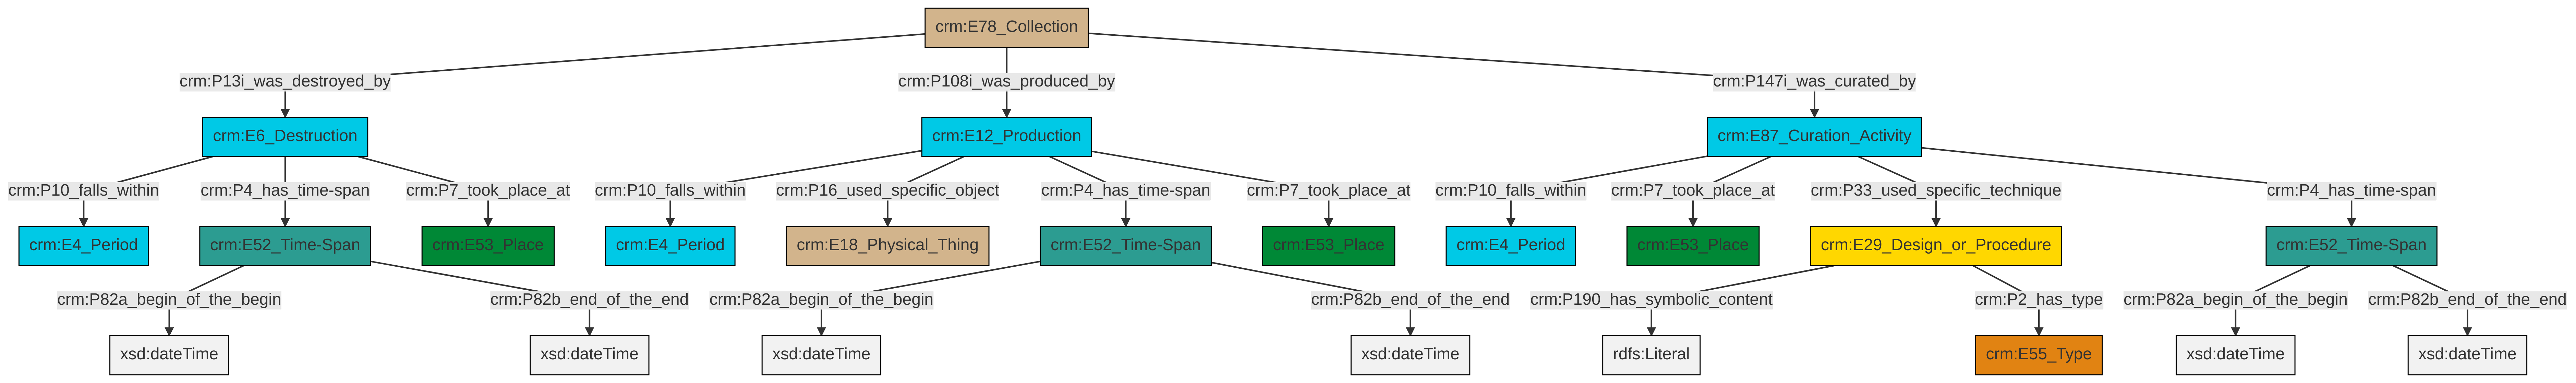 crm:E78_Collection
crm:P13i_was_destroyed_by
crm:P108i_was_produced_by
crm:P147i_was_curated_by
crm:E6_Destruction
crm:E12_Production
crm:E87_Curation_Activity
crm:P10_falls_within
crm:P4_has_time-span
crm:P7_took_place_at
crm:P10_falls_within
crm:P16_used_specific_object
crm:P4_has_time-span
crm:P7_took_place_at
crm:P10_falls_within
crm:P7_took_place_at
crm:P33_used_specific_technique
crm:P4_has_time-span
crm:E4_Period
crm:E52_Time-Span
crm:E53_Place
crm:E4_Period
crm:E18_Physical_Thing
crm:E52_Time-Span
crm:E53_Place
crm:E4_Period
crm:E53_Place
crm:E29_Design_or_Procedure
crm:E52_Time-Span
crm:P82a_begin_of_the_begin
crm:P82b_end_of_the_end
crm:P82a_begin_of_the_begin
crm:P82b_end_of_the_end
crm:P190_has_symbolic_content
crm:P2_has_type
crm:P82a_begin_of_the_begin
crm:P82b_end_of_the_end
xsd:dateTime
xsd:dateTime
xsd:dateTime
xsd:dateTime
rdfs:Literal
crm:E55_Type
xsd:dateTime
xsd:dateTime